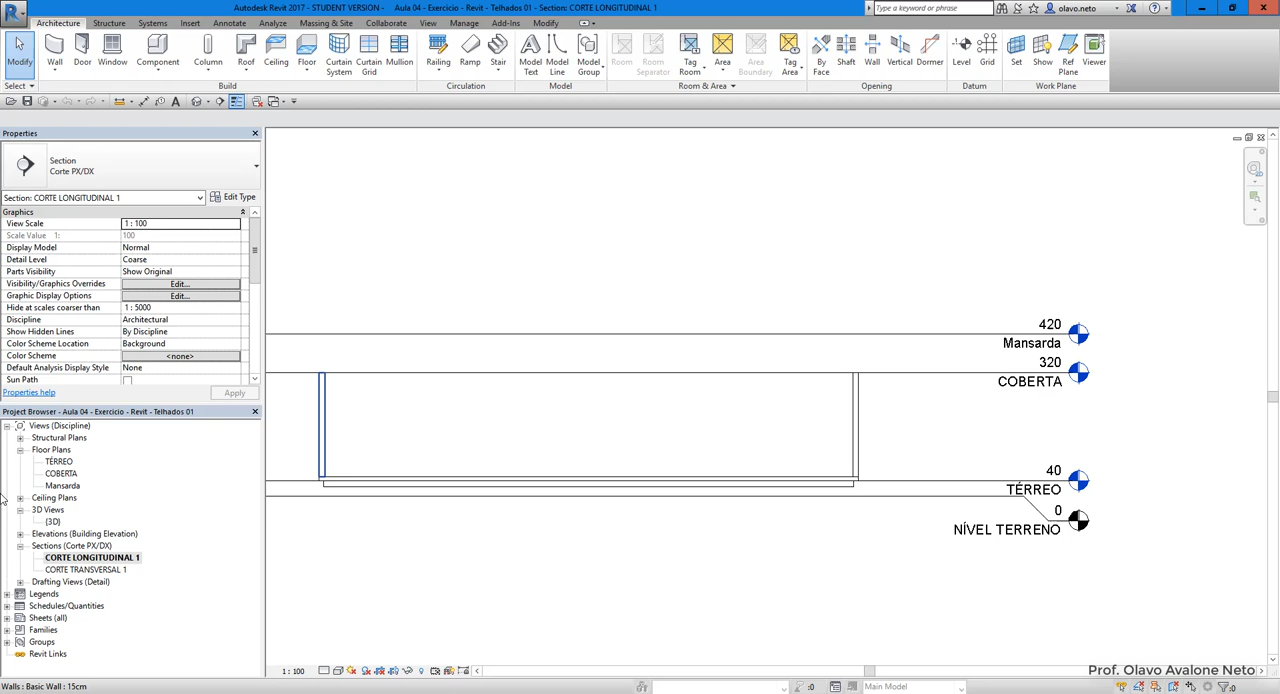 Autodesk Revit 2017 - STUDENT VERSION - Aula 04 - Exercicio - Revit - Telhados 01 - Section: CORTE LONGITUDINAL 1
Type a keyword or phrase
olavo.neto
Architecture Structure Systems Insert Annotate Analyze Massing & Site Collaborate View Manage Add-Ins Modify
Modify Wall Door Window Component Column Roof Ceiling Floor Curtain System Curtain Grid Mullion Railing Ramp Stair Model Text Model Line Model Group Room Room Separator Tag Room Area Area Boundary Tag Area By Face Shaft Wall Vertical Dormer Level Grid Set Show Ref Plane Viewer
Select Build Circulation Model Room & Area Opening Datum Work Plane
Properties
Section
Corte PX/DX
Section: CORTE LONGITUDINAL 1 Edit Type
Graphics
View Scale 1 : 100
Scale Value 1: 100
Display Model Normal
Detail Level Coarse
Parts Visibility Show Original
Visibility/Graphics Overrides Edit...
Graphic Display Options Edit...
Hide at scales coarser than 1 : 5000
Discipline Architectural
Show Hidden Lines By Discipline
Color Scheme Location Background
Color Scheme <none>
Default Analysis Display Style None
Sun Path
Properties help Apply
Project Browser - Aula 04 - Exercicio - Revit - Telhados 01
Views (Discipline)
Structural Plans
Floor Plans
TÉRREO
COBERTA
Mansarda
Ceiling Plans
3D Views
{3D}
Elevations (Building Elevation)
Sections (Corte PX/DX)
CORTE LONGITUDINAL 1
CORTE TRANSVERSAL 1
Drafting Views (Detail)
Legends
Schedules/Quantities
Sheets (all)
Families
Groups
Revit Links
420
Mansarda
320
COBERTA
40
TÉRREO
0
NÍVEL TERRENO
1 : 100
Prof. Olavo Avalone Neto
Walls : Basic Wall : 15cm
:0
Main Model
:0